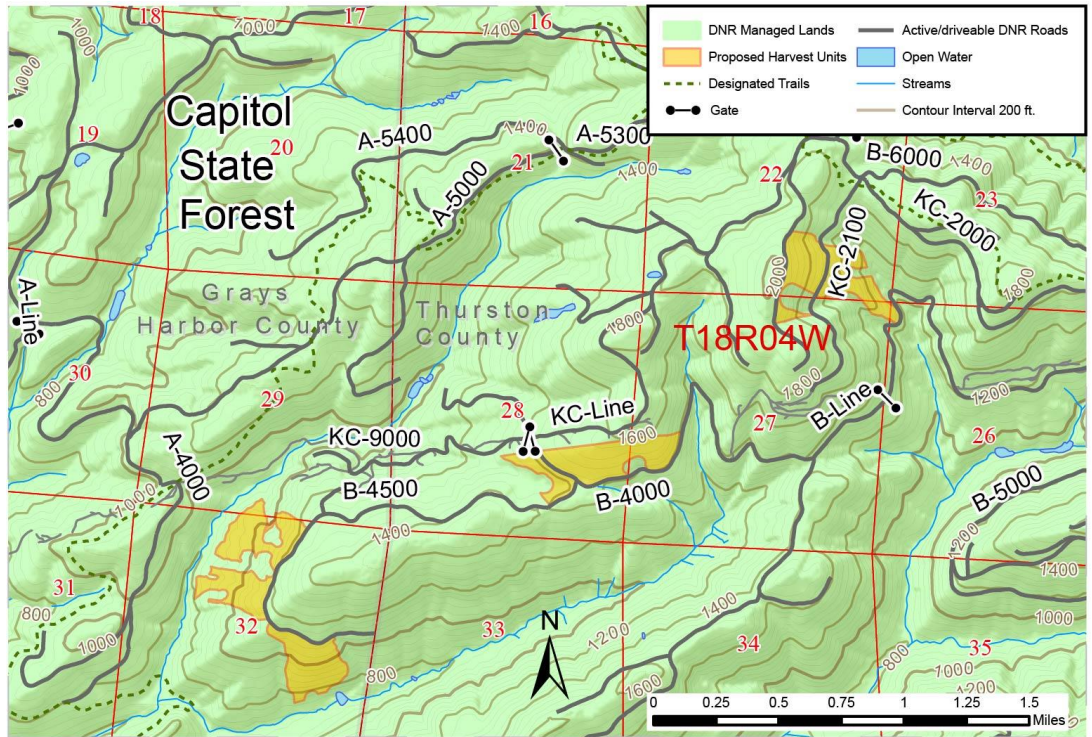 DNR Managed Lands
Active/driveable DNR Roads
Proposed Harvest Units
Open Water
Designated Trails
Streams
Gate
Contour Interval 200 ft.
18
1000
17
1400
16
1000
1000
19
Capitol
State
Forest
20
A-5400
1400
A-5300
21
1400
A-5000
22
B-6000
1400
23
KC-2000
KC-2100
2000
1800
A-Line
Grays
Harbor County
Thurston
County
1800
T18R04W
30
800
29
1800
1200
28
KC-Line
1600
27
B-Line
26
KC-9000
A-4000
1000
B-4500
B-4000
800
B-5000
1400
1200
1400
31
800
32
33
1200
1400
34
800
35
1000
1000
800
N
1600
1000
1200
0 0.25 0.5 0.75 1 1.25 1.5
Miles